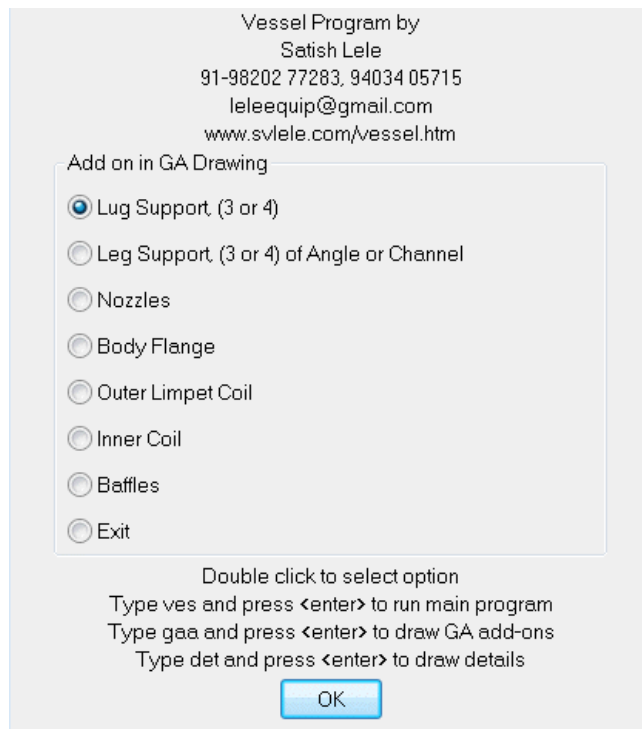 Vessel Program by
Satish Lele
91-98202 77283, 94034 05715
leleequip@gmail.com
www.svlele.com/vessel.htm
Add on in GA Drawing
Lug Support, (3 or 4)
Leg Support, (3 or 4) of Angle or Channel
Nozzles
Body Flange
Outer Limpet Coil
Inner Coil
Baffles
Exit
Double click to select option
Type ves and press <enter> to run main program
Type gaa and press <enter> to draw GA add-ons
Type det and press <enter> to draw details
OK